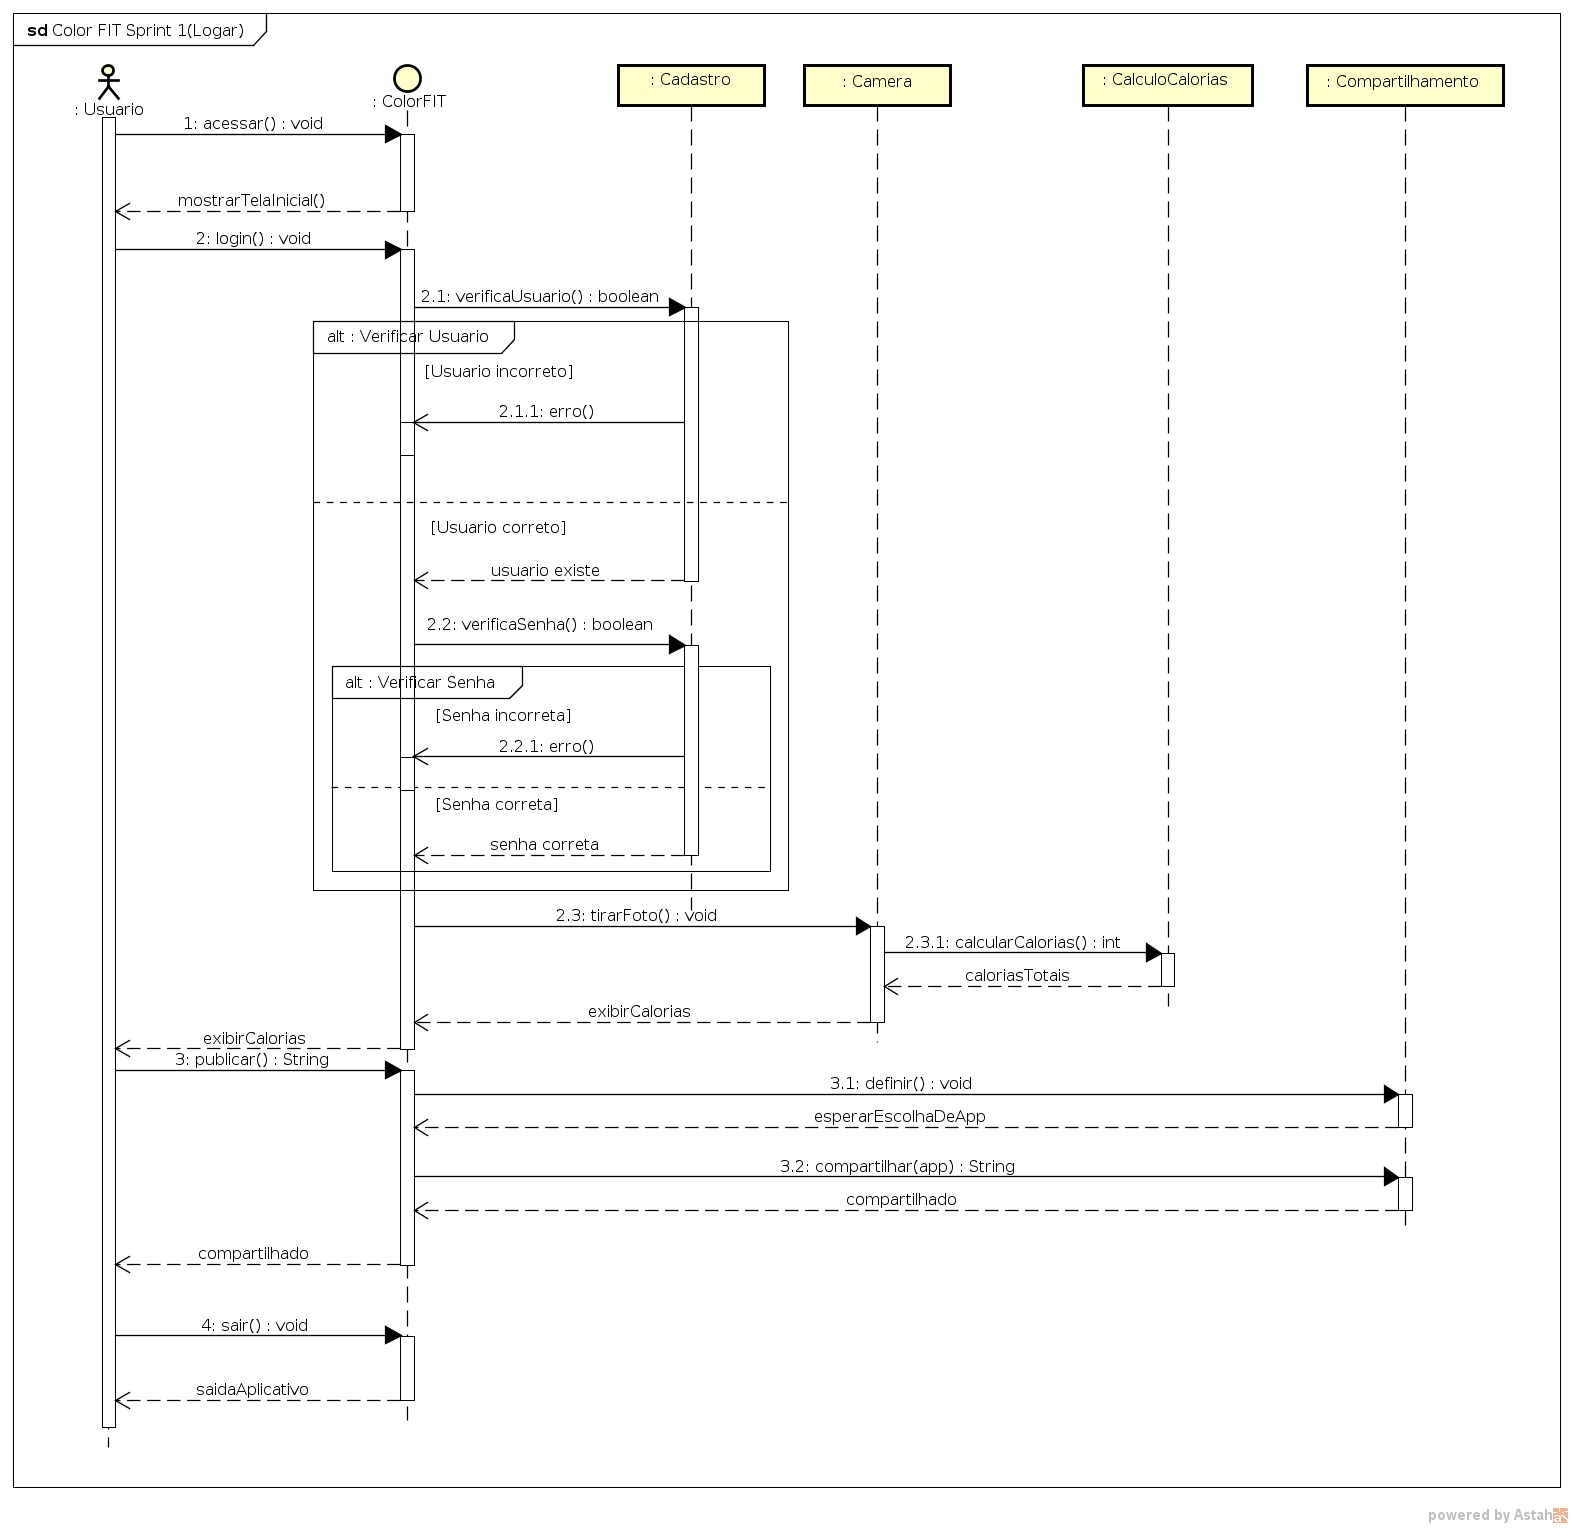 sd Color FIT Sprint 1(Logar)
: Usuario
: ColorFIT
: Cadastro
: Camera
: CalculoCalorias
: Compartilhamento
1: acessar() : void
mostrarTelaInicial()
2: login() : void
2.1: verificaUsuario() : boolean
alt : Verificar Usuario
[Usuario incorreto]
2.1.1: erro()
[Usuario correto]
usuario existe
2.2: verificaSenha() : boolean
alt : Verificar Senha
[Senha incorreta]
2.2.1: erro()
[Senha correta]
senha correta
2.3: tirarFoto() : void
2.3.1: calcularCalorias() : int
caloriasTotais
exibirCalorias
exibirCalorias
3: publicar() : String
3.1: definir() : void
esperarEscolhaDeApp
3.2: compartilhar(app) : String
compartilhado
compartilhado
4: sair() : void
saidaAplicativo
powered by Astah